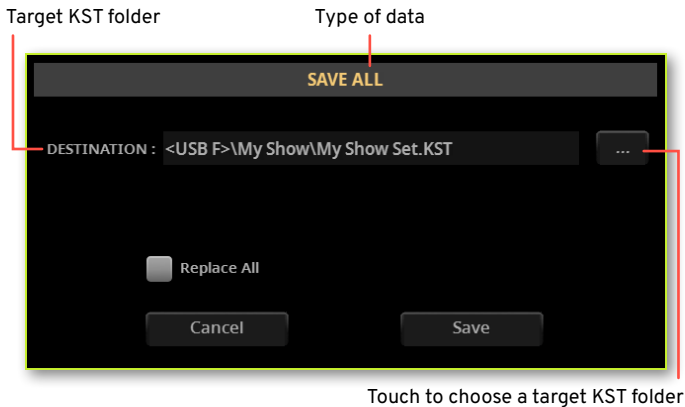 Target KST folder
Type of data
SAVE ALL
DESTINATION : <USB F>\My Show\My Show Set.KST ...
Replace All
Cancel Save
Touch to choose a target KST folder